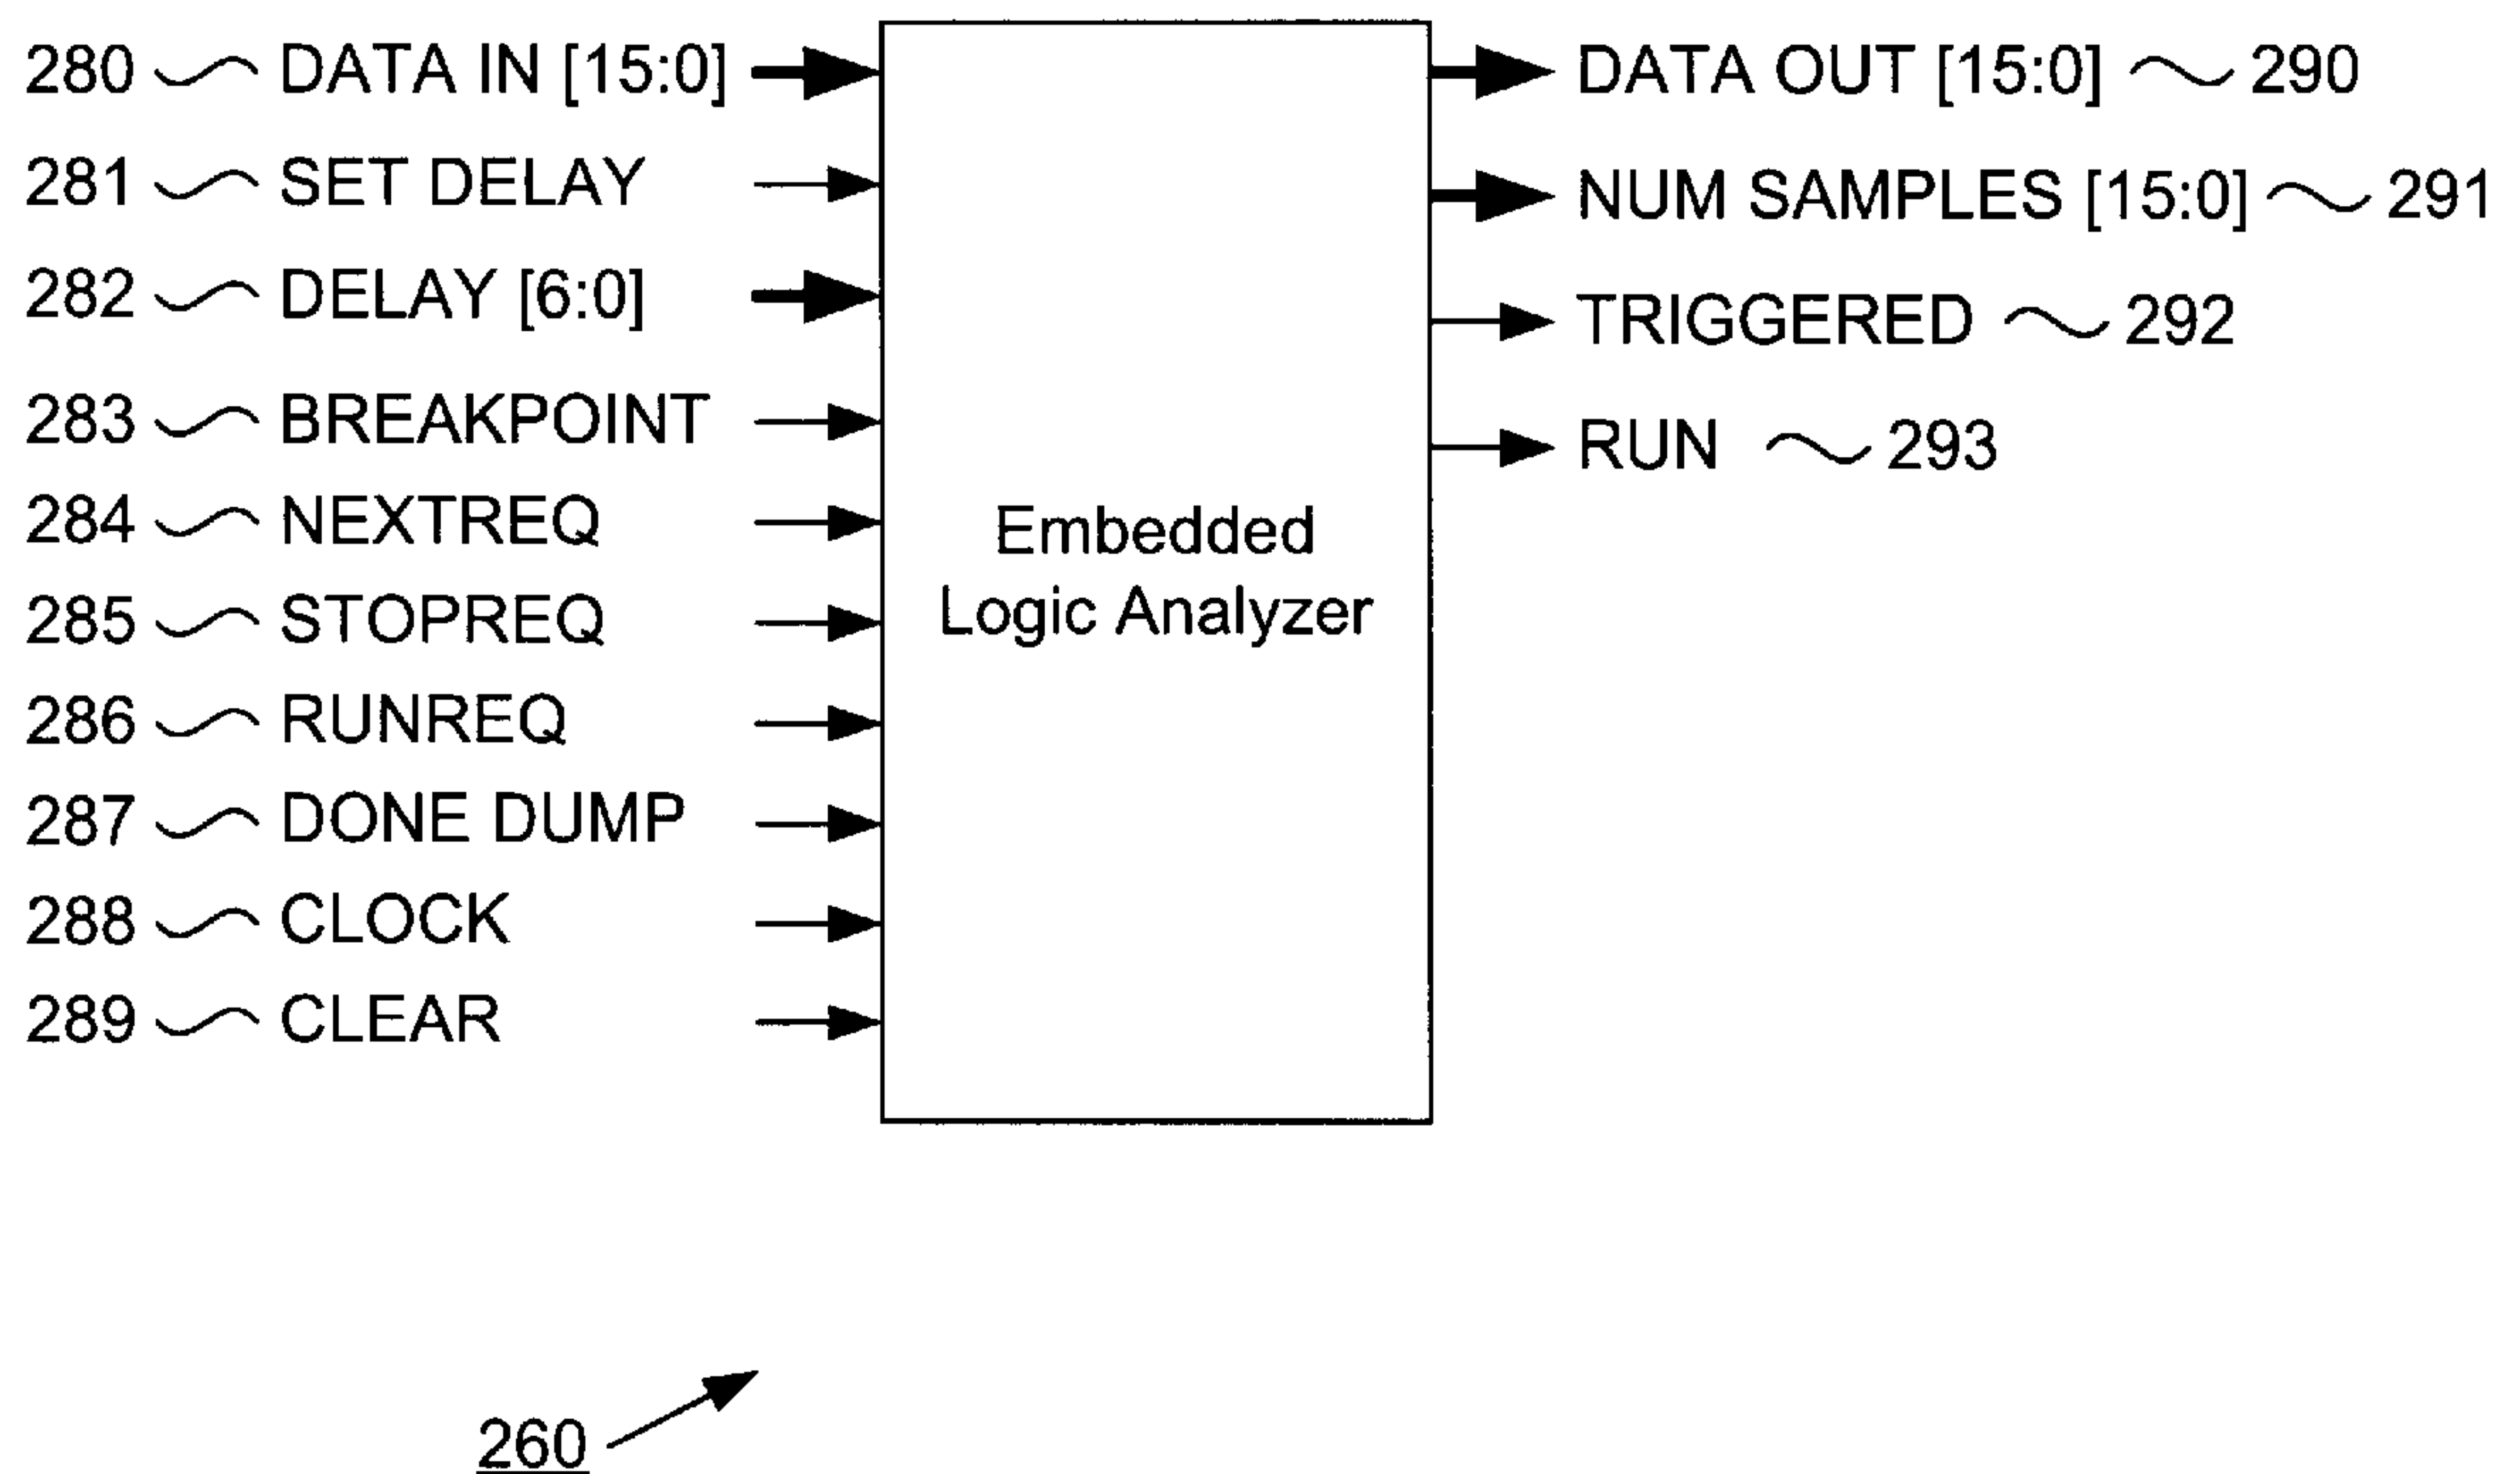 280 DATA IN [15:0]
281 SET DELAY
282 DELAY [6:0]
283 BREAKPOINT
284 NEXTREQ
285 STOPREQ
286 RUNREQ
287 DONE DUMP
288 CLOCK
289 CLEAR
Embedded
Logic Analyzer
DATA OUT [15:0] 290
NUM SAMPLES [15:0] 291
TRIGGERED 292
RUN 293
260